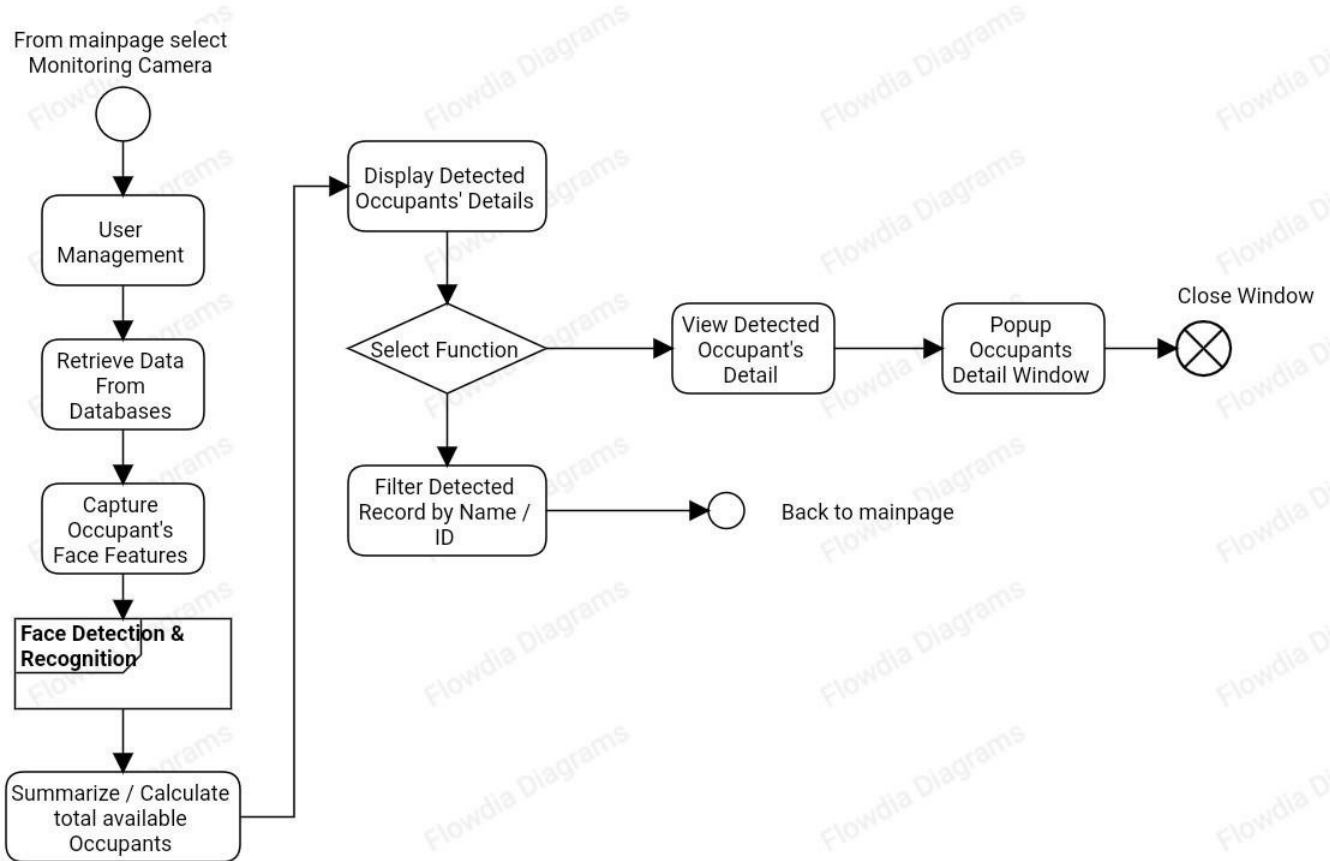 From mainpage select
Monitoring Camera
User
Management
Retrieve Data
From
Databases
Capture
Occupant's
Face Features
Face Detection &
Recognition
Summarize / Calculate
total available
Occupants
Display Detected
Occupants' Details
Select Function
View Detected
Occupant's
Detail
Popup
Occupants
Detail Window
Close Window
Filter Detected
Record by Name /
ID
Back to mainpage
Flowdia Diagrams